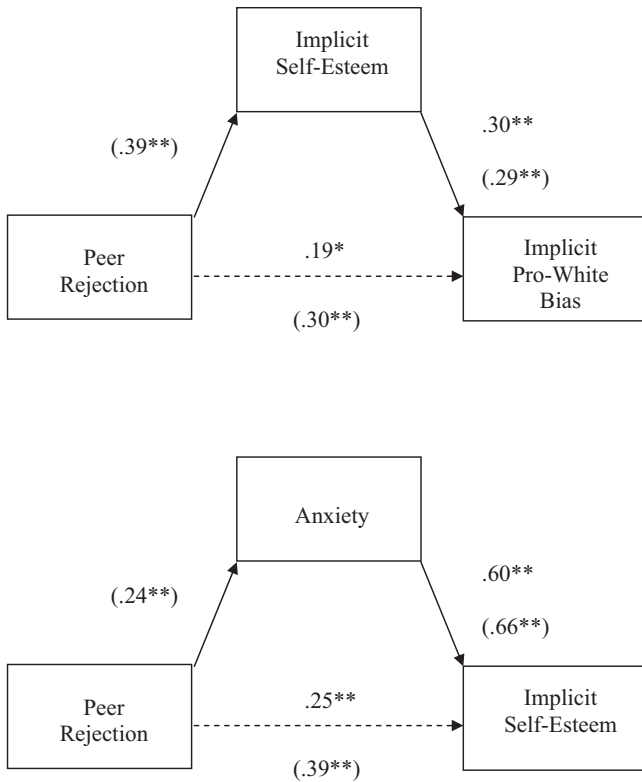 Implicit
Self-Esteem
(.39**)
.30**
(.29**)
Peer
Rejection
.19*
(.30**)
Implicit
Pro-White
Bias
Anxiety
(.24**)
.60**
(.66**)
Peer
Rejection
.25**
(.39**)
Implicit
Self-Esteem